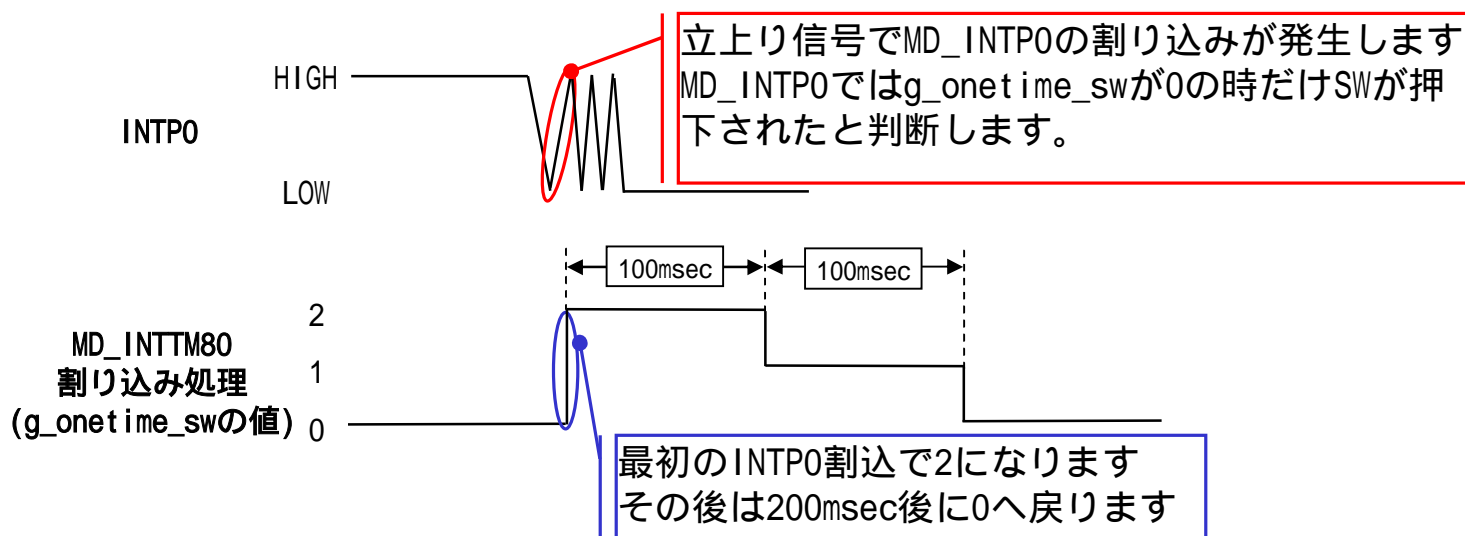 立上り信号でMD_INTP0の割り込みが発生します
MD_INTP0ではg_onetime_swが0の時だけSWが押
下されたと判断します。
HIGH
INTP0
LOW
100msec
100msec
2
MD_INTTM80
1
割り込み処理
(g_onetime_swの値)
0
最初のINTP0割込で2になります
その後は200msec後に0へ戻ります